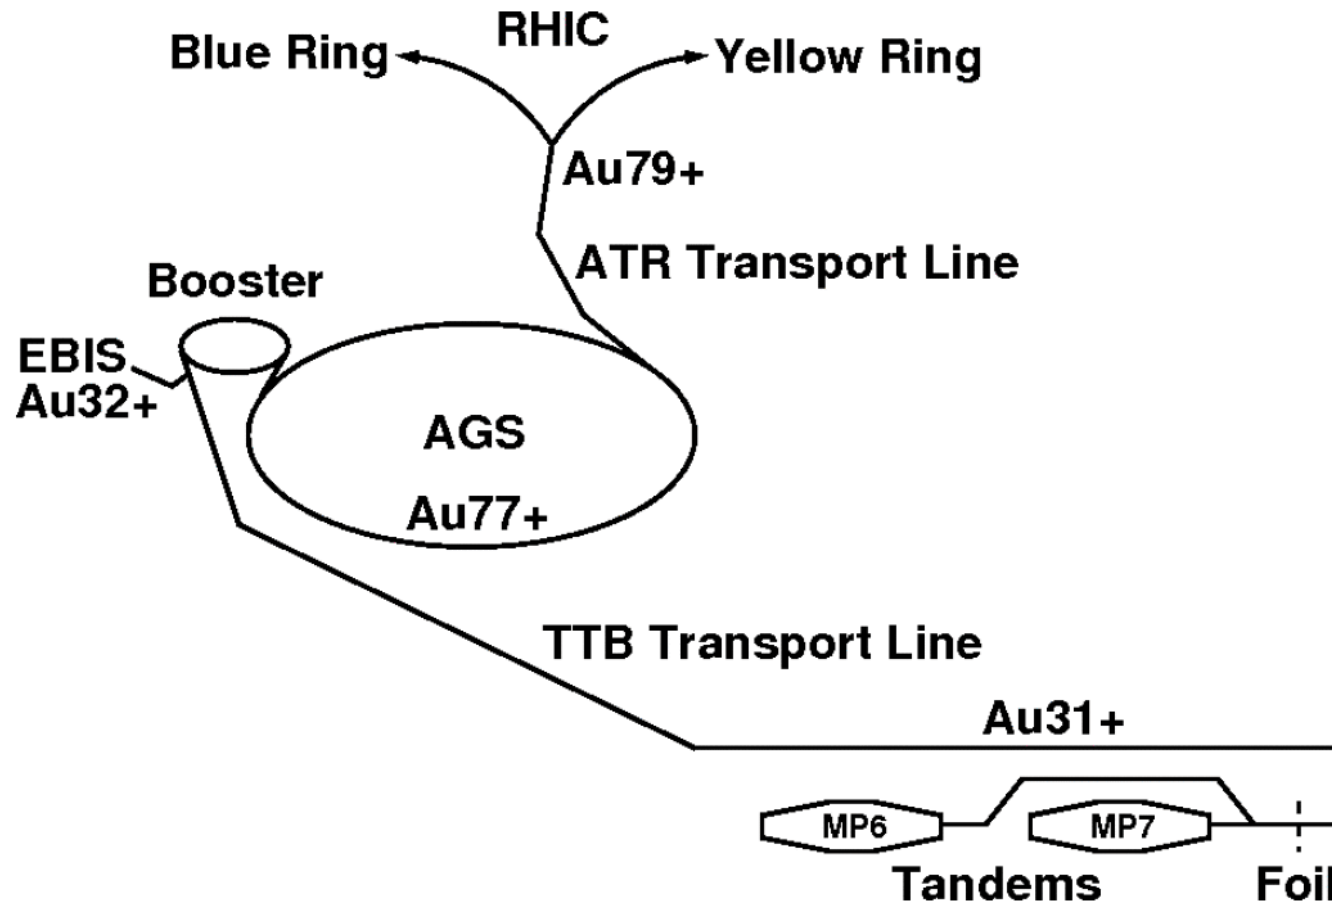 RHIC
Blue Ring
Yellow Ring
Au79+
ATR Transport Line
Booster
EBIS
Au32+
AGS
Au77+
TTB Transport Line
Au31+
MP6
MP7
Tandems
Foil